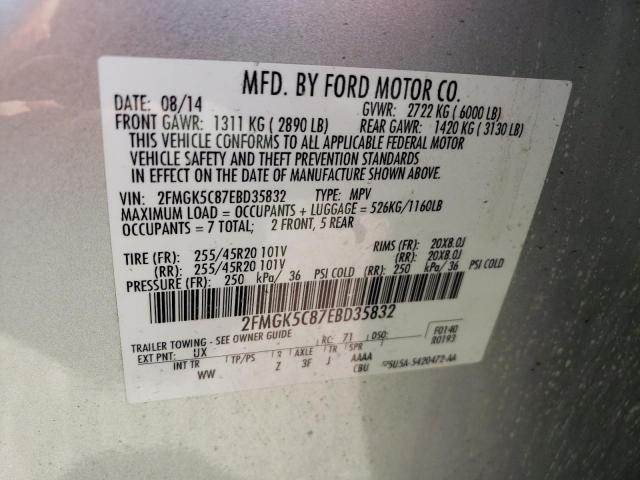 MFD. BY FORD MOTOR CO.
DATE: 08/14 GVWR: 2722 KG ( 6000 LB)
FRONT GAWR: 1311 KG ( 2890 LB) REAR GAWR: 1420 KG ( 3130 LB)
THIS VEHICLE CONFORMS TO ALL APPLICABLE FEDERAL MOTOR
VEHICLE SAFETY AND THEFT PREVENTION STANDARDS
IN EFFECT ON THE DATE OF MANUFACTURE SHOWN ABOVE.
VIN: 2FMGK5C87EBD35832 TYPE: MPV
MAXIMUM LOAD = OCCUPANTS + LUGGAGE = 526KG/1160LB
OCCUPANTS = 7 TOTAL; 2 FRONT, 5 REAR
TIRE (FR): 255/45R20 101V RIMS (FR): 20X8.0J
(RR): 255/45R20 101V (RR): 20X8.0J
PRESSURE (FR): 250 kPa/ 36 PSI COLD (RR): 250 kPa/ 36 PSI COLD
2FMGK5C87EBD35832
TRAILER TOWING - SEE OWNER GUIDE RC: 71 DSO: F0140
EXT PNT: UX R0193
INT TR TP/PS AXLE TR SPR
WW Z 3F J AAAA
CBU